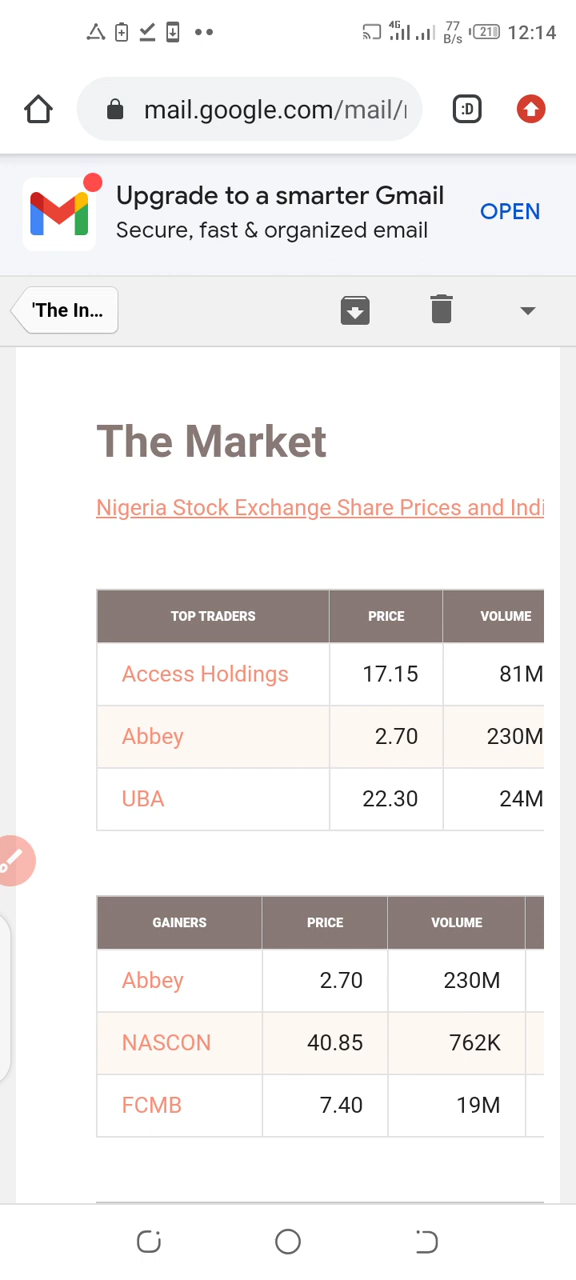 4G 77 B/s 21 12:14
mail.google.com/mail/
:D
Upgrade to a smarter Gmail
Secure, fast & organized email
OPEN
'The In...
The Market
Nigeria Stock Exchange Share Prices and Indi
TOP TRADERS PRICE VOLUME
Access Holdings 17.15 81M
Abbey 2.70 230M
UBA 22.30 24M
GAINERS PRICE VOLUME
Abbey 2.70 230M
NASCON 40.85 762K
FCMB 7.40 19M